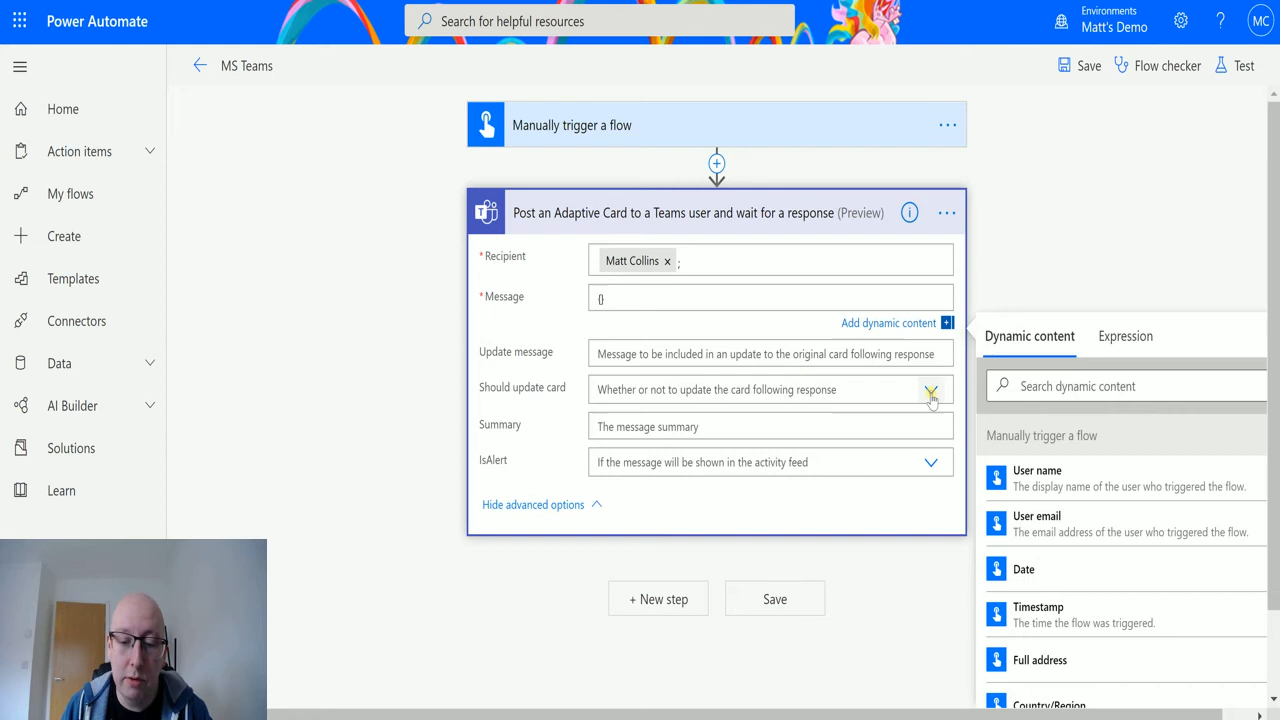 Power Automate
Search for helpful resources
Environments
Matt's Demo
?
MC
MS Teams
Save
Flow checker
Test
Home
Action items
My flows
Create
Templates
Connectors
Data
AI Builder
Solutions
Learn
Manually trigger a flow
Post an Adaptive Card to a Teams user and wait for a response (Preview)
* Recipient
Matt Collins × ;
* Message
{}
Add dynamic content
Update message
Message to be included in an update to the original card following response
Should update card
Whether or not to update the card following response
Summary
The message summary
IsAlert
If the message will be shown in the activity feed
Hide advanced options
+ New step
Save
Dynamic content
Expression
Search dynamic content
Manually trigger a flow
User name
The display name of the user who triggered the flow.
User email
The email address of the user who triggered the flow.
Date
Timestamp
The time the flow was triggered.
Full address
Country/Region